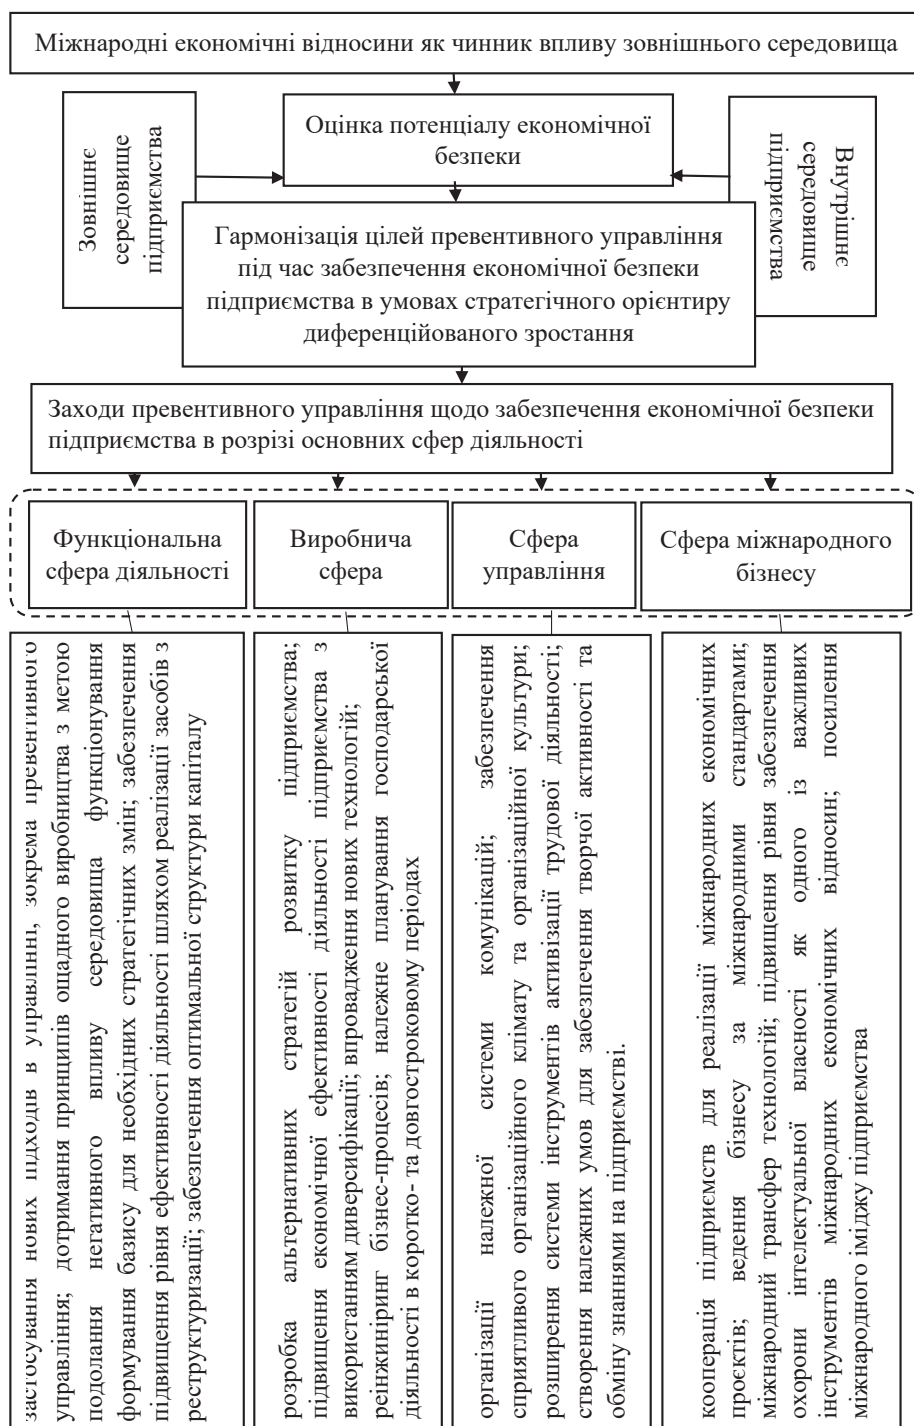 Міжнародні економічні відносини як чинник впливу зовнішнього середовища
Зовнішнє
середовище
підприємства
Оцінка потенціалу економічної
безпеки
Внутрішнє
середовище
підприємства
Гармонізація цілей превентивного управління
під час забезпечення економічної безпеки
підприємства в умовах стратегічного орієнтиру
диференційованого зростання
Заходи превентивного управління щодо забезпечення економічної безпеки
підприємства в розрізі основних сфер діяльності
Функціональна
сфера діяльності
Виробнича
сфера
Сфера
управління
Сфера міжнародного
бізнесу
застосування нових підходів в управлінні, зокрема превентивного
управління; дотримання принципів ощадного виробництва з метою
подолання негативного впливу середовища функціонування
формування базису для необхідних стратегічних змін; забезпечення
підвищення рівня ефективності діяльності шляхом реалізації засобів з
реструктуризації; забезпечення оптимальної структури капіталу
розробка альтернативних стратегій розвитку підприємства;
підвищення економічної ефективності діяльності підприємства з
використанням диверсифікації; впровадження нових технологій;
реінжиніринг бізнес-процесів; належне планування господарської
діяльності в коротко- та довгостроковому періодах
організації належної системи комунікацій; забезпечення
сприятливого організаційного клімату та організаційної культури;
розширення системи інструментів активізації трудової діяльності;
створення належних умов для забезпечення творчої активності та
обміну знаннями на підприємстві.
кооперація підприємств для реалізації міжнародних економічних
проєктів; ведення бізнесу за міжнародними стандартами;
міжнародний трансфер технологій; підвищення рівня забезпечення
охорони інтелектуальної власності як одного із важливих
інструментів міжнародних економічних відносин; посилення
міжнародного іміджу підприємства